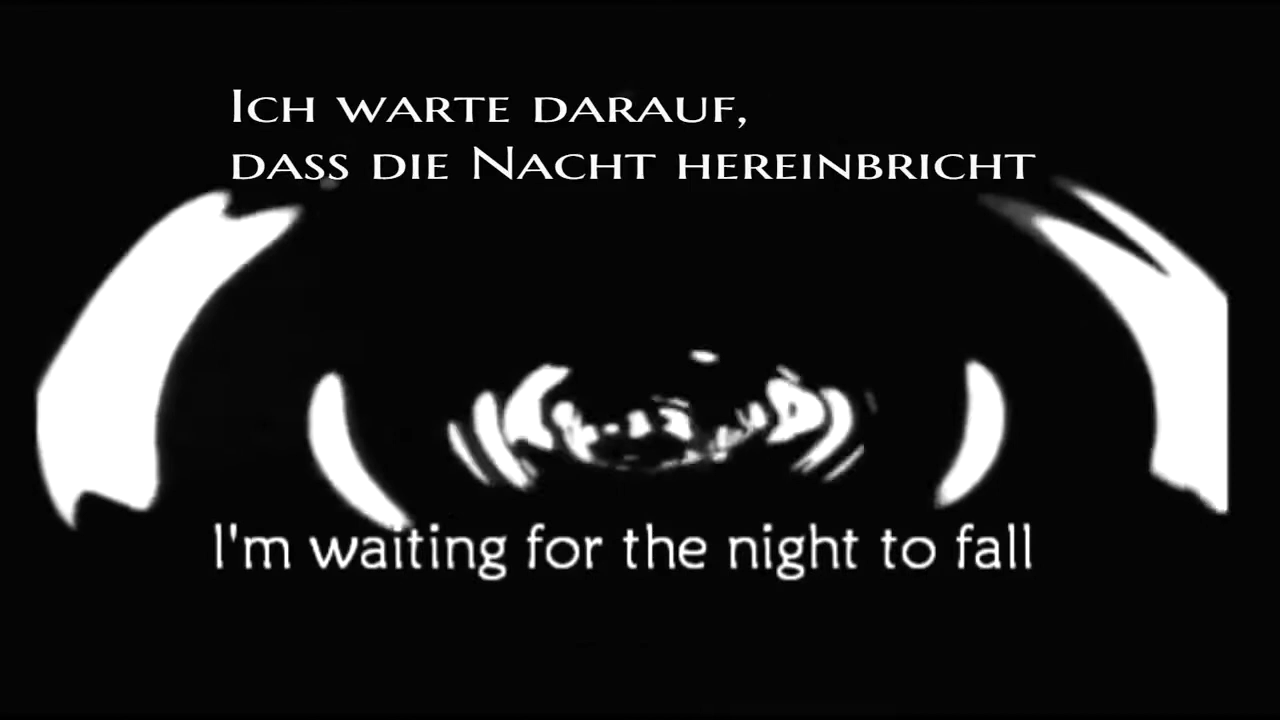 Ich warte darauf,
dass die Nacht hereinbricht
I'm waiting for the night to fall